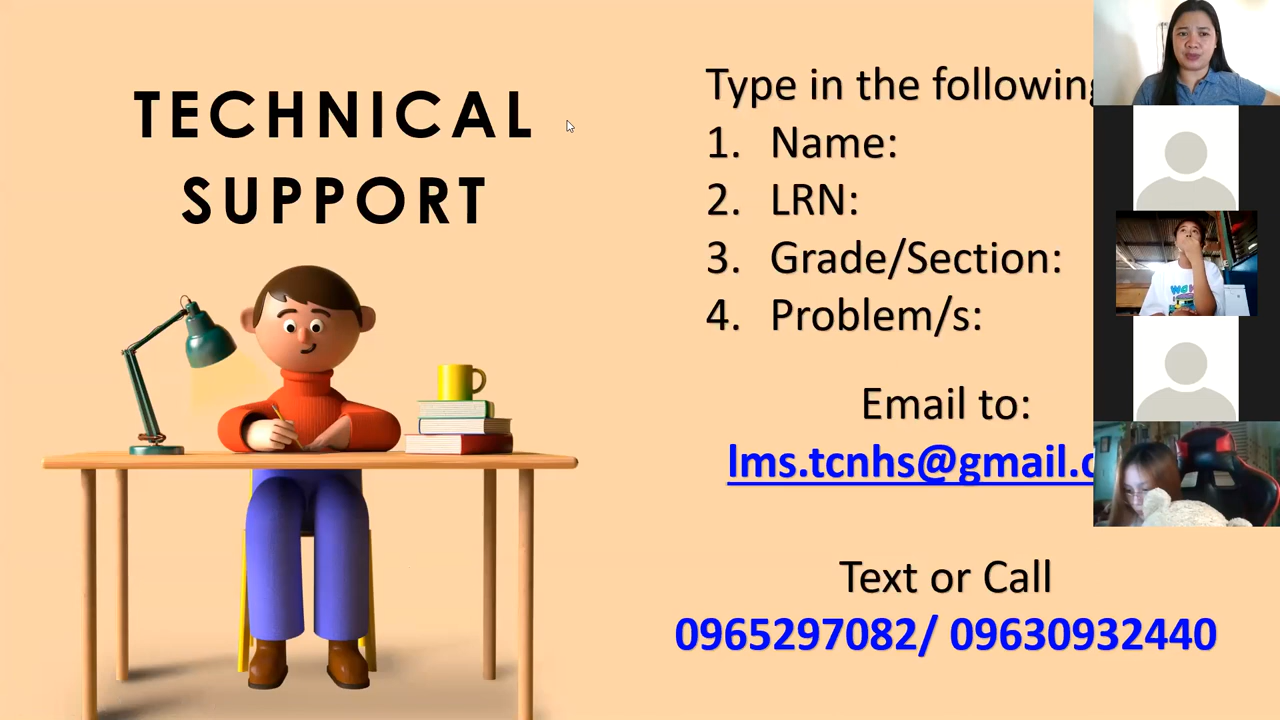 TECHNICAL
SUPPORT
Type in the following
1. Name:
2. LRN:
3. Grade/Section:
4. Problem/s:
Email to:
lms.tcnhs@gmail.c
Text or Call
0965297082/ 09630932440